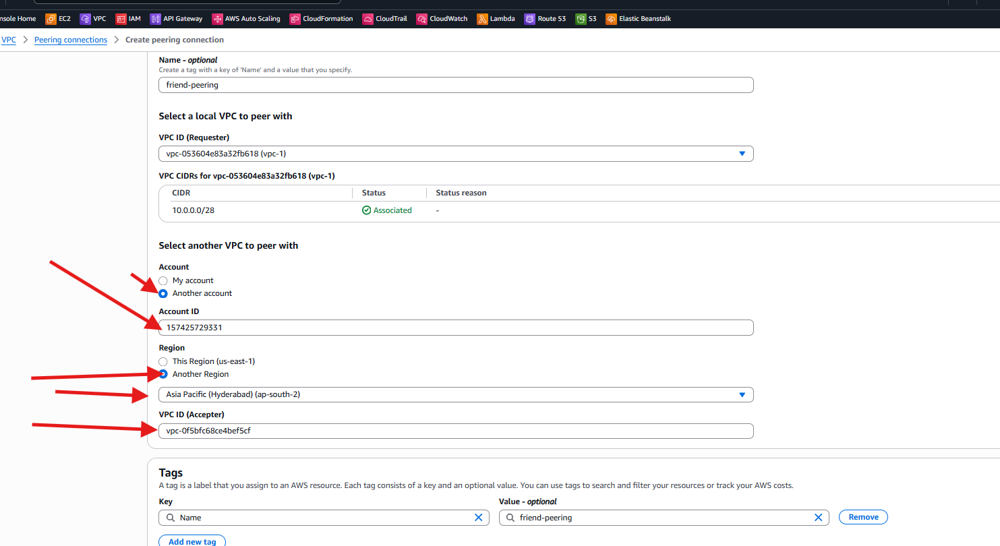 nsole Home EC2 VPC IAM API Gateway AWS Auto Scaling CloudFormation CloudTrail CloudWatch Lambda Route 53 S3 Elastic Beanstalk
VPC > Peering connections > Create peering connection
Name - optional
Create a tag with a key of 'Name' and a value that you specify.
friend-peering
Select a local VPC to peer with
VPC ID (Requester)
vpc-053604e83a32fb618 (vpc-1)
VPC CIDRs for vpc-053604e83a32fb618 (vpc-1)
CIDR Status Status reason
10.0.0.0/28 Associated -
Select another VPC to peer with
Account
My account
Another account
Account ID
157425729331
Region
This Region (us-east-1)
Another Region
Asia Pacific (Hyderabad) (ap-south-2)
VPC ID (Accepter)
vpc-0f5bfc68ce4bef5cf
Tags
A tag is a label that you assign to an AWS resource. Each tag consists of a key and an optional value. You can use tags to search and filter your resources or track your AWS costs.
Key Value - optional
Name friend-peering Remove
Add new tag